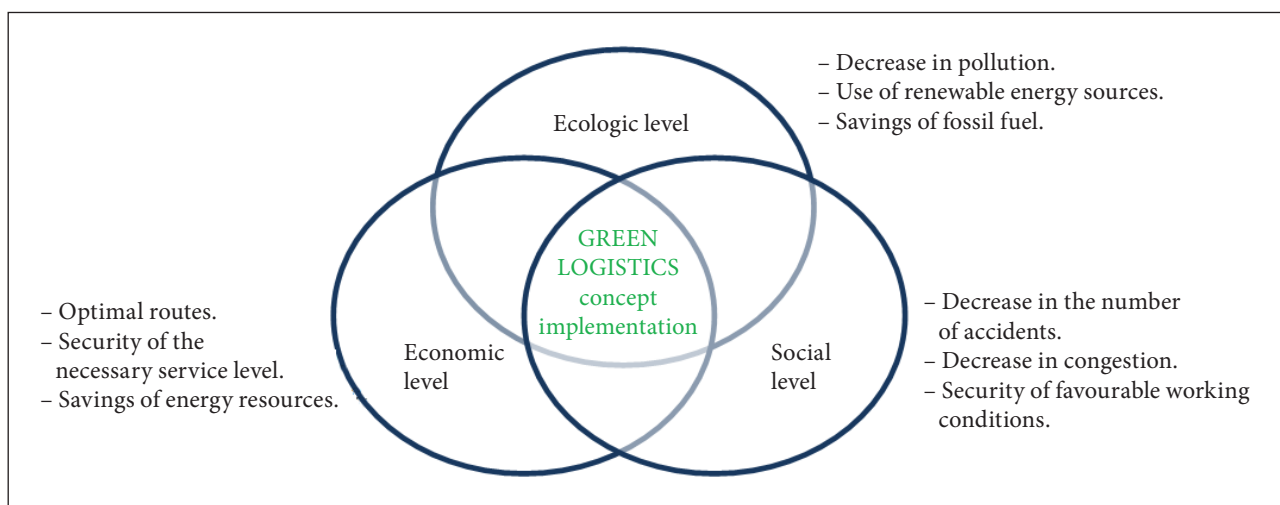 – Decrease in pollution.
– Use of renewable energy sources.
– Savings of fossil fuel.
Ecologic level
GREEN
LOGISTICS
concept
implementation
– Optimal routes.
– Security of the
necessary service level.
– Savings of energy resources.
Economic
level
Social
level
– Decrease in the number
of accidents.
– Decrease in congestion.
– Security of favourable working
conditions.